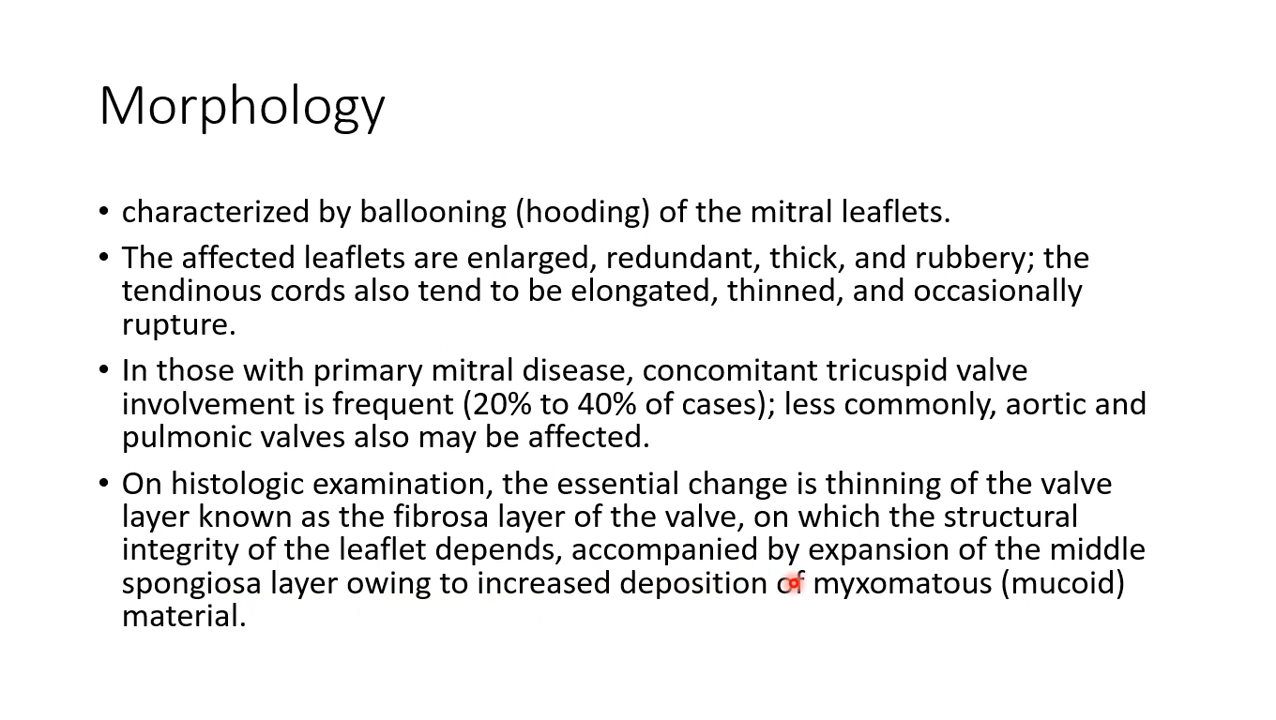 Morphology
• characterized by ballooning (hooding) of the mitral leaflets.
• The affected leaflets are enlarged, redundant, thick, and rubbery; the
tendinous cords also tend to be elongated, thinned, and occasionally
rupture.
• In those with primary mitral disease, concomitant tricuspid valve
involvement is frequent (20% to 40% of cases); less commonly, aortic and
pulmonic valves also may be affected.
• On histologic examination, the essential change is thinning of the valve
layer known as the fibrosa layer of the valve, on which the structural
integrity of the leaflet depends, accompanied by expansion of the middle
spongiosa layer owing to increased deposition of myxomatous (mucoid)
material.